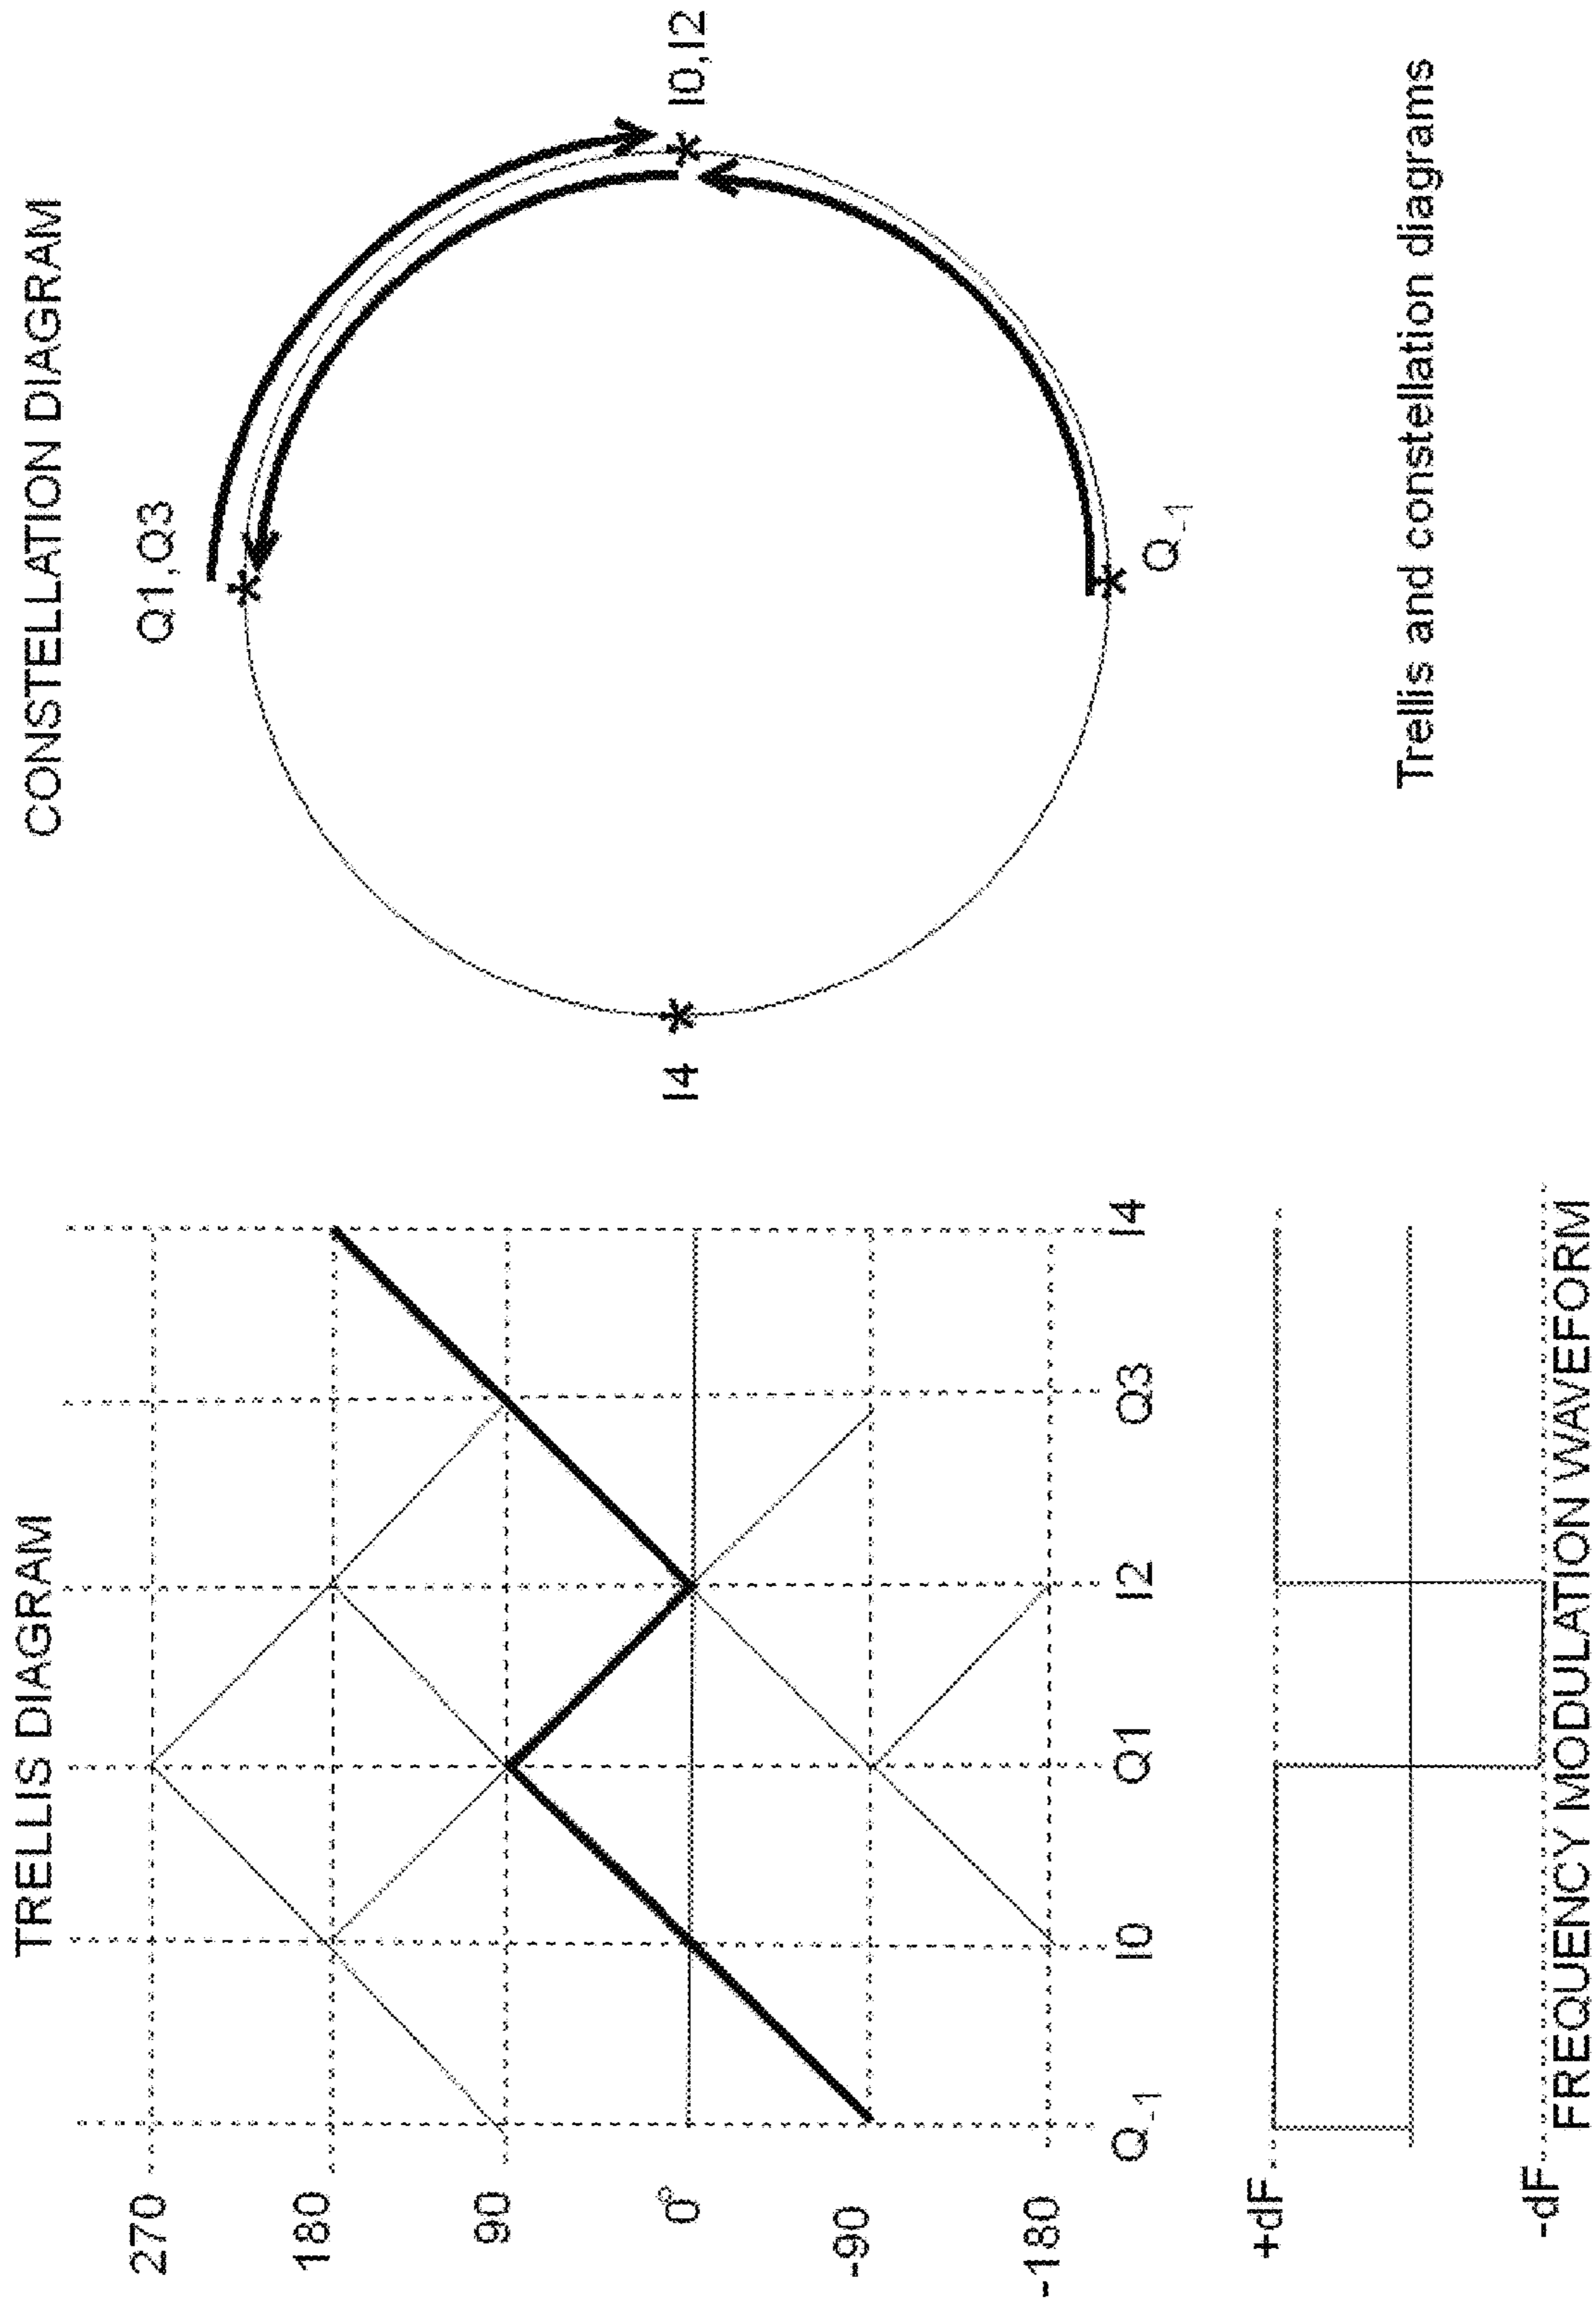 TRELLIS DIAGRAM
270
180
90
0°
-90
-180
Q-1
I0
Q1
I2
Q3
I4
+dF
-dF
FREQUENCY MODULATION WAVEFORM
CONSTELLATION DIAGRAM
Q1,Q3
I0,I2
I4
Q-1
Trellis and constellation diagrams